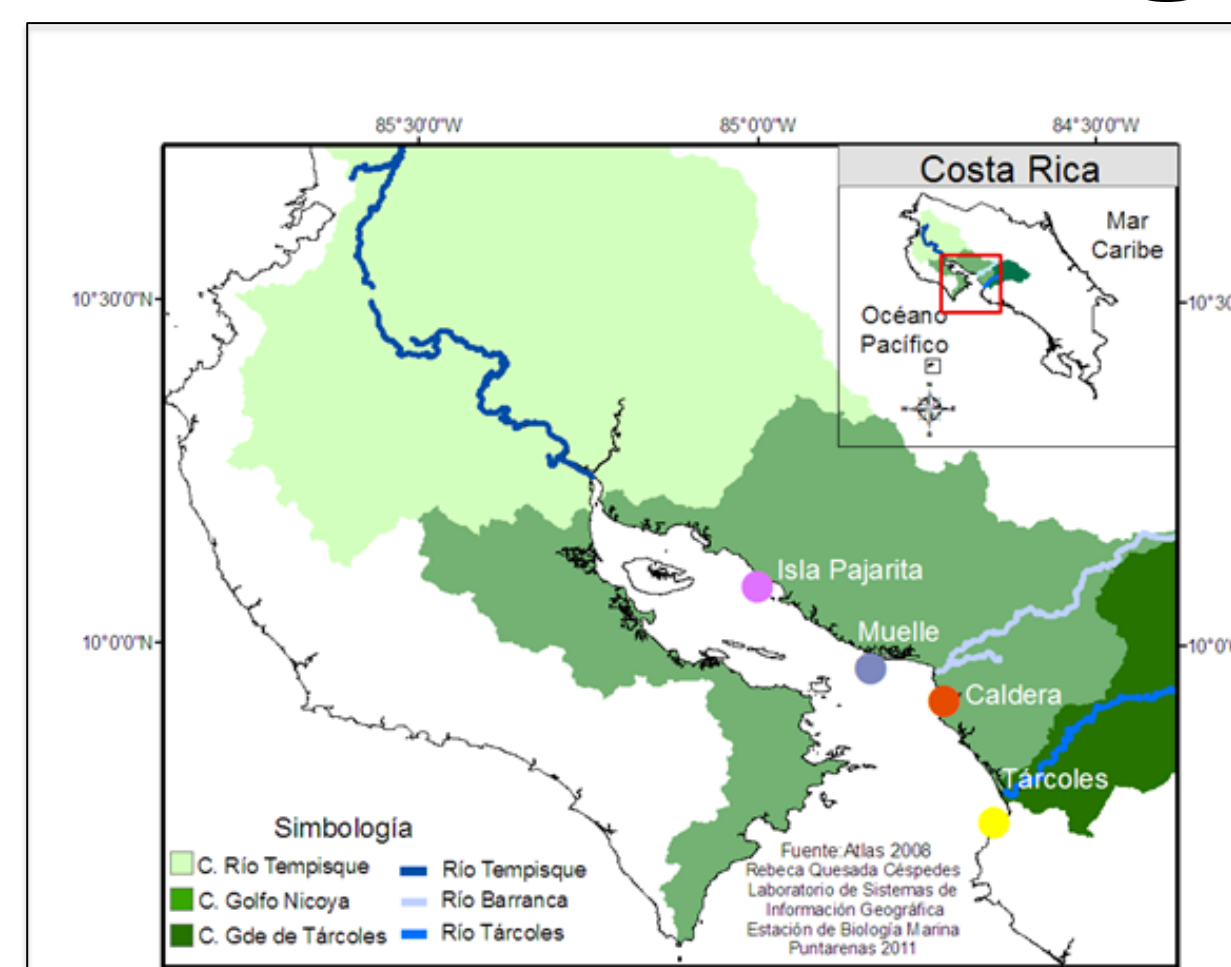 85°30'0"W
85°0'0"W
84°30'0"W
Costa Rica
Mar
Caribe
10°30'0"N
10°30
Océano
Pacífico
Isla Pajarita
Muelle
10°0'0"N
10°0'0
Caldera
Tárcoles
Simbología
C. Río Tempisque
C. Golfo Nicoya
C. Gde de Tárcoles
Río Tempisque
Río Barranca
Río Tárcoles
Fuente:Atlas 2008
Rebeca Quesada Céspedes
Laboratorio de Sistemas de
Información Geográfica
Estación de Biología Marina
Puntarenas 2011